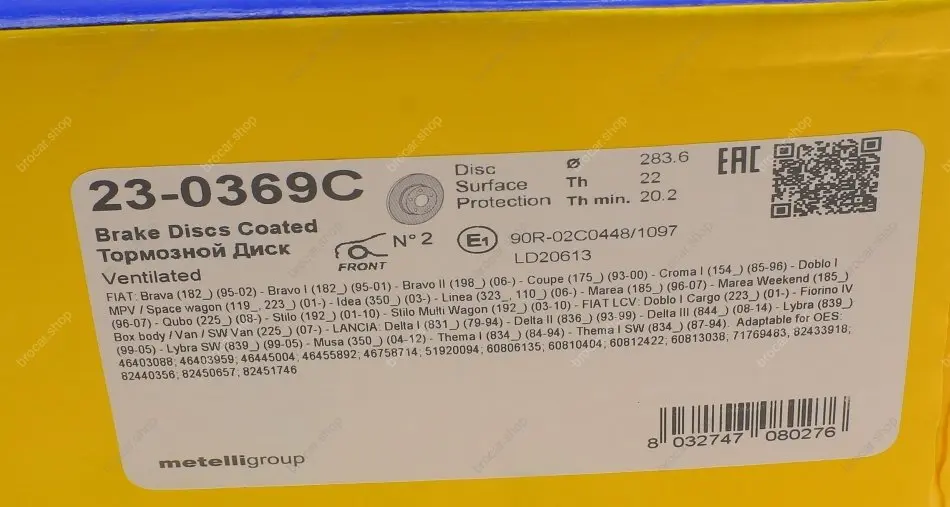 23-0369C
Brake Discs Coated
Тормозной Диск
Ventilated
FRONT
N° 2
Disc
Surface
Protection
ø 283.6
Th 22
Th min. 20.2
EAC
E1
90R-02C0448/1097
LD20613
FIAT: Brava (182_) (95-02) - Bravo I (182_) (95-01) - Bravo II (198_) (06-) - Coupe (175_) (93-00) - Croma I (154_) (85-96) - Doblo I
MPV / Space wagon (119_, 223_) (01-) - Idea (350_) (03-) - Linea (323_, 110_) (06-) - Marea (185_) (96-07) - Marea Weekend (185_)
(96-07) - Qubo (225_) (08-) - Stilo (192_) (01-10) - Stilo Multi Wagon (192_) (03-10) - FIAT LCV: Doblo I Cargo (223_) (01-) - Fiorino IV
Box body / Van / SW Van (225_) (07-) - LANCIA: Delta I (831_) (79-94) - Delta II (836_) (93-99) - Delta III (844_) (08-14) - Lybra (839_)
(99-05) - Lybra SW (839_) (99-05) - Musa (350_) (04-12) - Thema I (834_) (84-94) - Thema I SW (834_) (87-94). Adaptable for OES:
46403088; 46403959; 46445004; 46455892; 46758714; 51920094; 60806135; 60810404; 60812422; 60813038; 71769483; 82433918;
82440356; 82450657; 82451746
metelligroup
8 032747 080276
brocar.shop